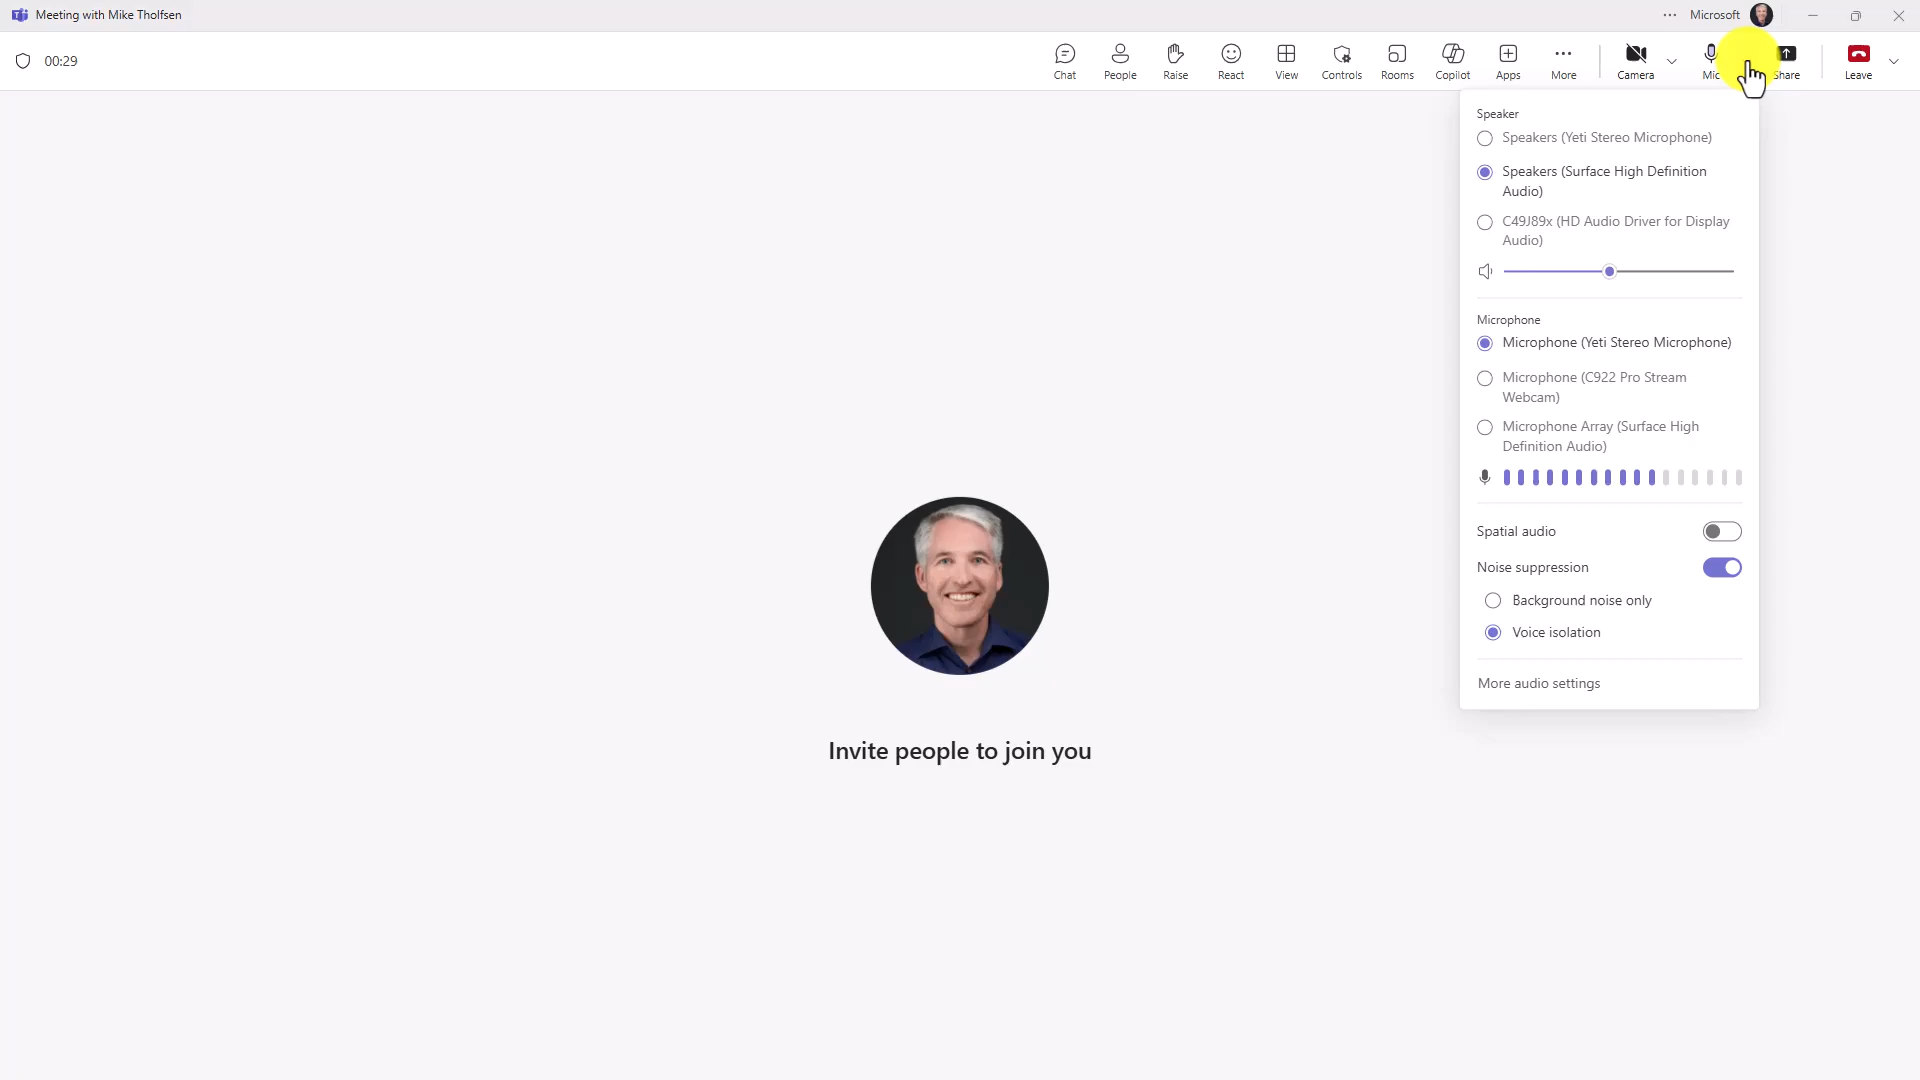 Meeting with Mike Tholfsen
Microsoft
00:29
Chat
People
Raise
React
View
Controls
Rooms
Copilot
Apps
More
Camera
Mic
Share
Leave
Speaker
Speakers (Yeti Stereo Microphone)
Speakers (Surface High Definition
Audio)
C49J89x (HD Audio Driver for Display
Audio)
Microphone
Microphone (Yeti Stereo Microphone)
Microphone (C922 Pro Stream
Webcam)
Microphone Array (Surface High
Definition Audio)
Spatial audio
Noise suppression
Background noise only
Voice isolation
More audio settings
Invite people to join you